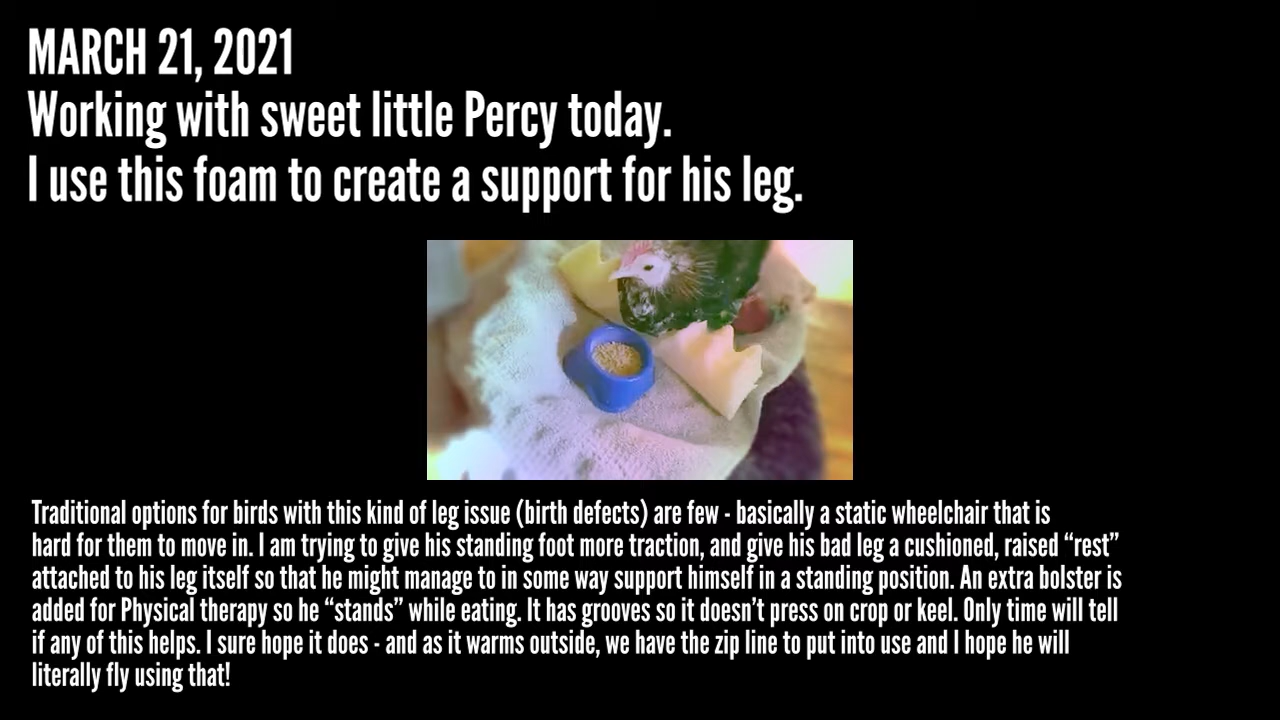 MARCH 21, 2021
Working with sweet little Percy today.
I use this foam to create a support for his leg.
Traditional options for birds with this kind of leg issue (birth defects) are few - basically a static wheelchair that is
hard for them to move in. I am trying to give his standing foot more traction, and give his bad leg a cushioned, raised “rest”
attached to his leg itself so that he might manage to in some way support himself in a standing position. An extra bolster is
added for Physical therapy so he “stands” while eating. It has grooves so it doesn’t press on crop or keel. Only time will tell
if any of this helps. I sure hope it does - and as it warms outside, we have the zip line to put into use and I hope he will
literally fly using that!